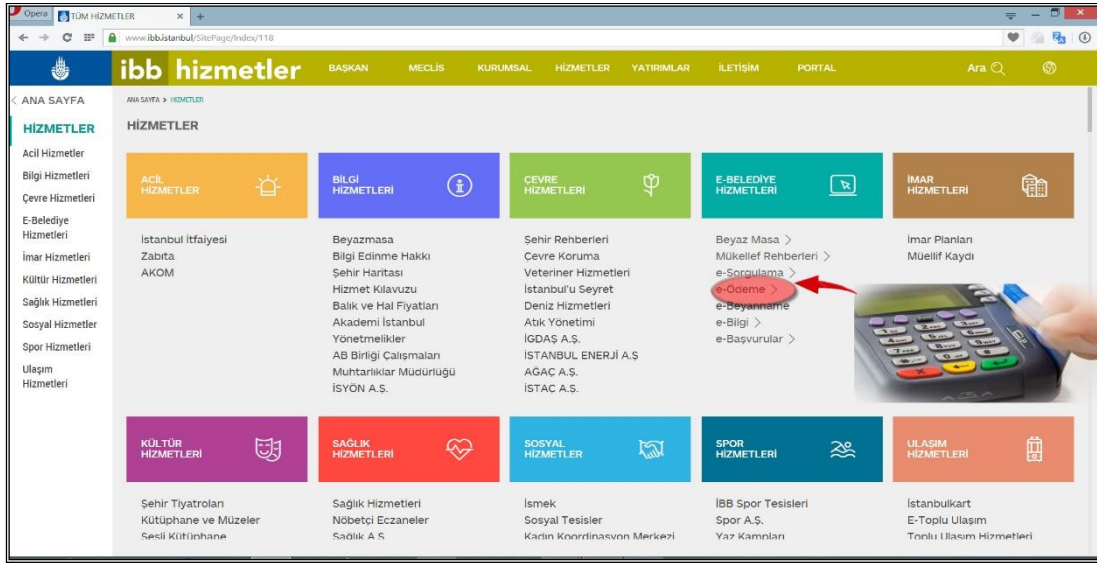 Opera
TÜM HİZMETLER
www.ibb.istanbul/SitePage/Index/118
ibb hizmetler
BAŞKAN
MECLİS
KURUMSAL
HİZMETLER
YATIRIMLAR
İLETİŞİM
PORTAL
Ara
ANA SAYFA
HİZMETLER
Acil Hizmetler
Bilgi Hizmetleri
Çevre Hizmetleri
E-Belediye
Hizmetleri
İmar Hizmetleri
Kültür Hizmetleri
Sağlık Hizmetleri
Sosyal Hizmetler
Spor Hizmetleri
Ulaşım
Hizmetleri
ANA SAYFA > HİZMETLER
HİZMETLER
ACİL
HİZMETLER
İstanbul İtfaiyesi
Zabıta
AKOM
BİLGİ
HİZMETLERİ
Beyazmasa
Bilgi Edinme Hakkı
Şehir Haritası
Hizmet Kılavuzu
Balık ve Hal Fiyatları
Akademi İstanbul
Yönetmelikler
AB Birliği Çalışmaları
Muhtarlıklar Müdürlüğü
İSYÖN A.Ş.
ÇEVRE
HİZMETLERİ
Şehir Rehberleri
Çevre Koruma
Veteriner Hizmetleri
İstanbul'u Seyret
Deniz Hizmetleri
Atık Yönetimi
İGDAŞ A.Ş.
İSTANBUL ENERJİ A.Ş
AĞAÇ A.Ş.
İSTAÇ A.Ş.
E-BELEDİYE
HİZMETLERİ
Beyaz Masa >
Mükellef Rehberleri >
e-Sorgulama >
e-Ödeme >
e-Beyanname
e-Bilgi >
e-Başvurular >
İMAR
HİZMETLERİ
İmar Planları
Müellif Kaydı
KÜLTÜR
HİZMETLERİ
Şehir Tiyatroları
Kütüphane ve Müzeler
Sesli Kütüphane
SAĞLIK
HİZMETLERİ
Sağlık Hizmetleri
Nöbetçi Eczaneler
Sağlık A.Ş.
SOSYAL
HİZMETLER
İsmek
Sosyal Tesisler
Kadın Koordinasyon Merkezi
SPOR
HİZMETLERİ
İBB Spor Tesisleri
Spor A.Ş.
Yaz Kampları
ULAŞIM
HİZMETLERİ
İstanbulkart
E-Toplu Ulaşım
Toplu Ulaşım Hizmetleri